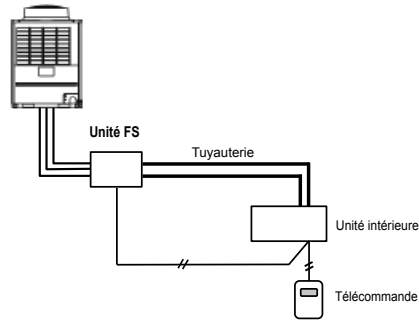 Unité FS
Tuyauterie
Unité intérieure
Télécommande